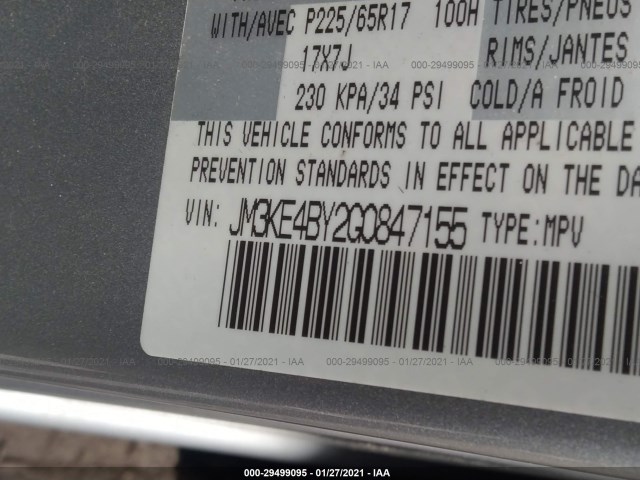 WITH/AVEC P225/65R17 100H TIRES/PNEUS
17X7J RIMS/JANTES
230 KPA/34 PSI COLD/A FROID
THIS VEHICLE CONFORMS TO ALL APPLICABLE
PREVENTION STANDARDS IN EFFECT ON THE DA
VIN: JM3KE4BY2G0847155 TYPE:MPV
000-29499095 - 01/27/2021 - IAA